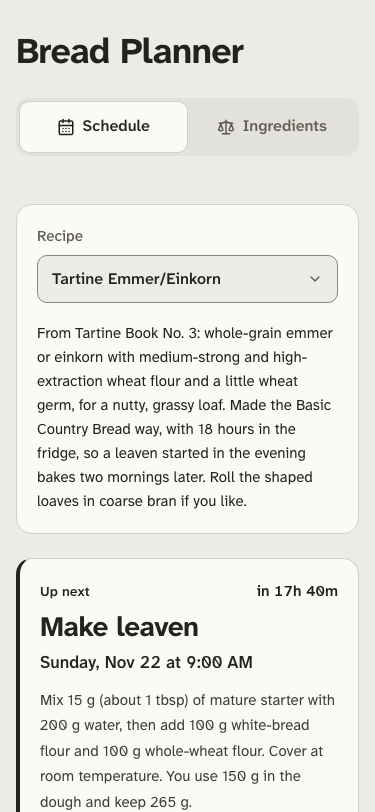 Bread Planner
Schedule
Ingredients
Recipe
Tartine Emmer/Einkorn
From Tartine Book No. 3: whole-grain emmer
or einkorn with medium-strong and high-
extraction wheat flour and a little wheat
germ, for a nutty, grassy loaf. Made the Basic
Country Bread way, with 18 hours in the
fridge, so a leaven started in the evening
bakes two mornings later. Roll the shaped
loaves in coarse bran if you like.
Up next
in 17h 40m
Make leaven
Sunday, Nov 22 at 9:00 AM
Mix 15 g (about 1 tbsp) of mature starter with
200 g water, then add 100 g white-bread
flour and 100 g whole-wheat flour. Cover at
room temperature. You use 150 g in the
dough and keep 265 g.